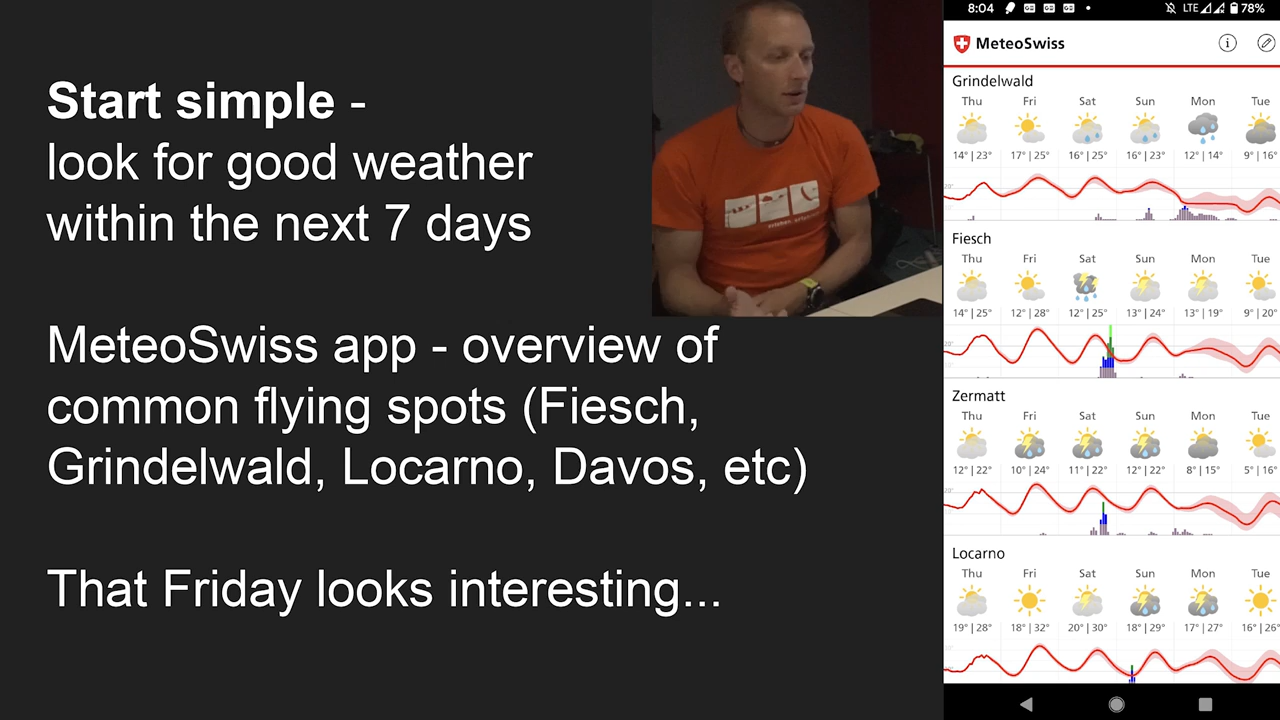 Start simple -
look for good weather
within the next 7 days
MeteoSwiss app - overview of
common flying spots (Fiesch,
Grindelwald, Locarno, Davos, etc)
That Friday looks interesting...
8:04 LTE 78%
MeteoSwiss
Grindelwald
Thu Fri Sat Sun Mon Tue
14° | 23° 17° | 25° 16° | 25° 16° | 23° 12° | 14° 9° | 16°
Fiesch
Thu Fri Sat Sun Mon Tue
14° | 25° 12° | 28° 12° | 25° 13° | 24° 13° | 19° 9° | 20°
Zermatt
Thu Fri Sat Sun Mon Tue
12° | 22° 10° | 24° 11° | 22° 12° | 22° 8° | 15° 5° | 16°
Locarno
Thu Fri Sat Sun Mon Tue
19° | 28° 18° | 32° 20° | 30° 18° | 29° 17° | 27° 16° | 26°